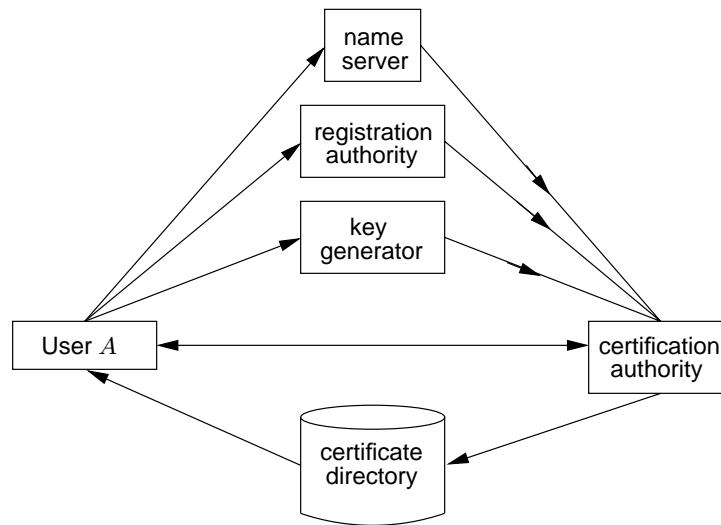 name
server
registration
authority
key
generator
User A
certification
authority
certificate
directory